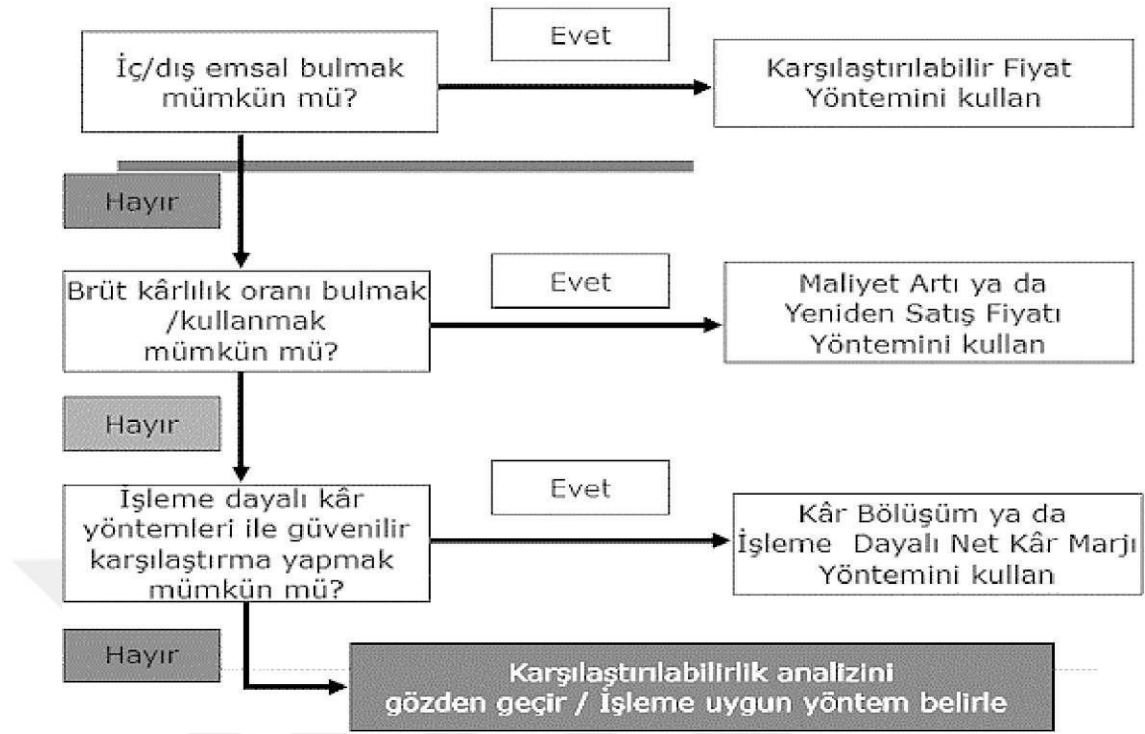 İç/dış emsal bulmak
mümkün mü?
Evet
Karşılaştırılabilir Fiyat
Yöntemini kullan
Hayır
Brüt kârlılık oranı bulmak
/kullanmak
mümkün mü?
Evet
Maliyet Artı ya da
Yeniden Satış Fiyatı
Yöntemini kullan
Hayır
İşleme dayalı kâr
yöntemleri ile güvenilir
karşılaştırma yapmak
mümkün mü?
Evet
Kâr Bölüşüm ya da
İşleme Dayalı Net Kâr Marjı
Yöntemini kullan
Hayır
Karşılaştırılabilirlik analizini
gözden geçir / İşleme uygun yöntem belirle